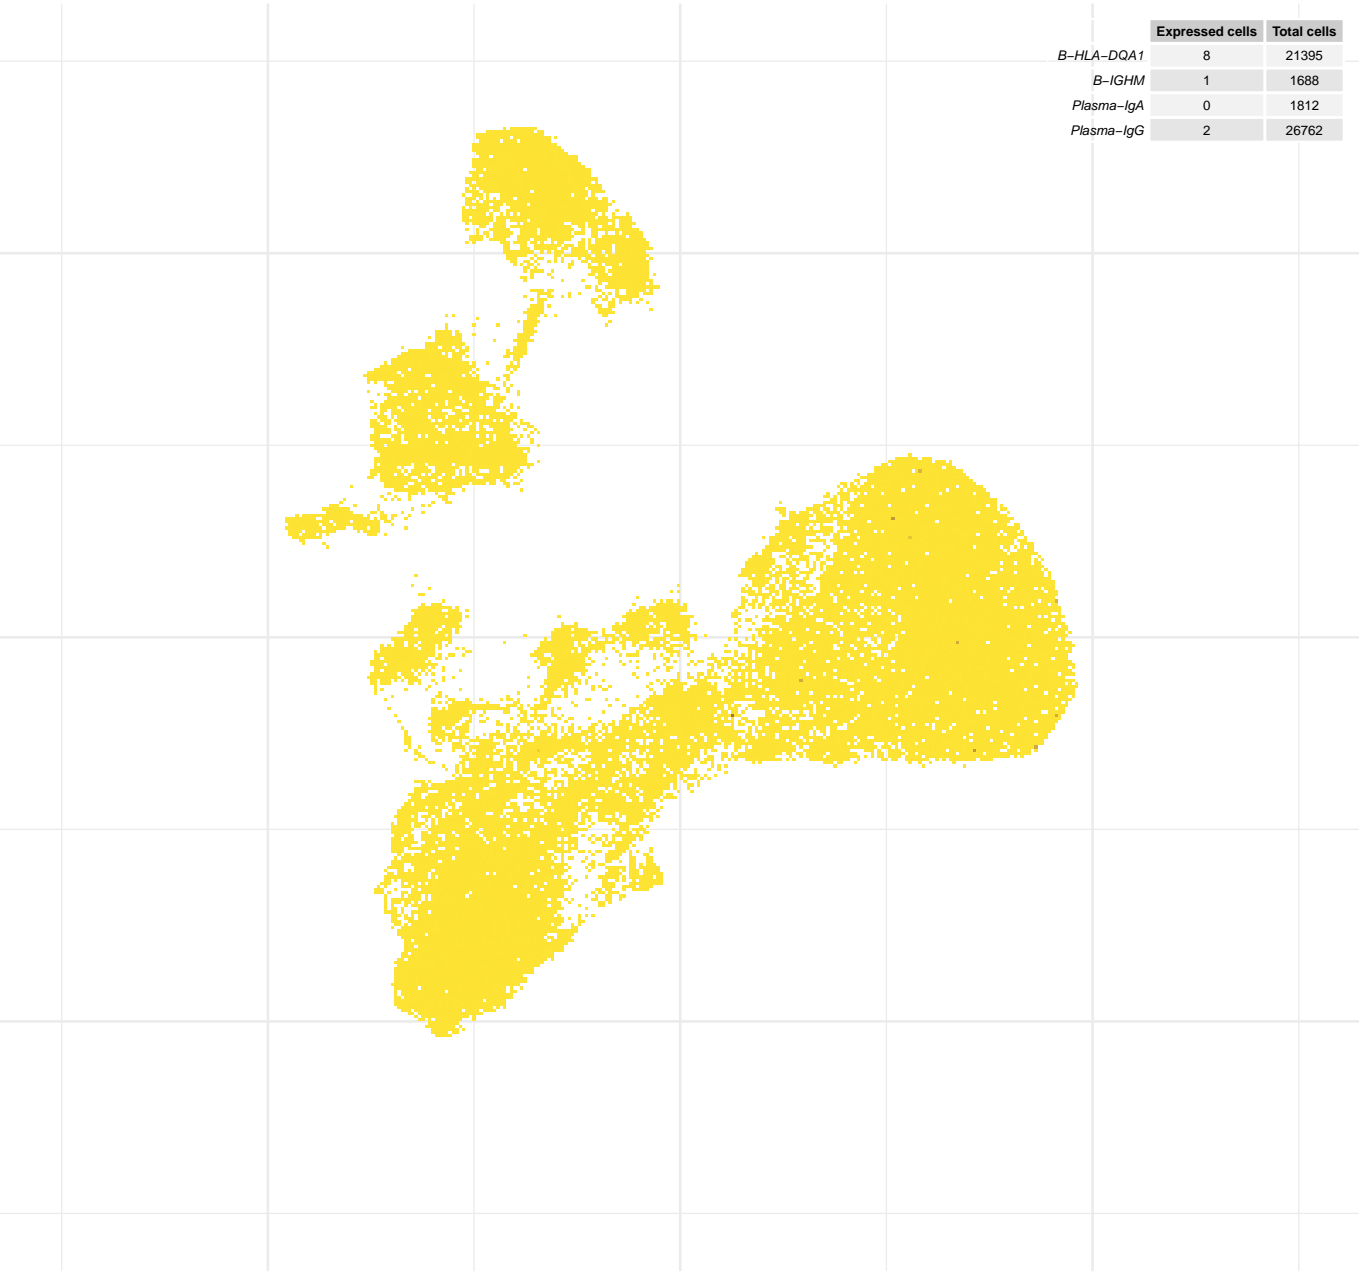 Expressed cells Total cells
B−HLA−DQA1 8 21395
B−IGHM 1 1688
Plasma−IgA 0 1812
Plasma−IgG 2 26762